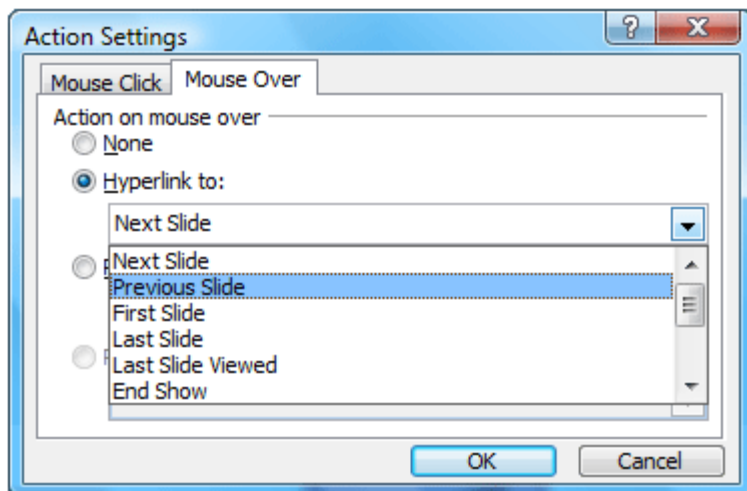 Action Settings
?
Mouse Click Mouse Over
Action on mouse over
None
Hyperlink to:
Next Slide
Next Slide
Previous Slide
First Slide
Last Slide
Last Slide Viewed
End Show
OK Cancel